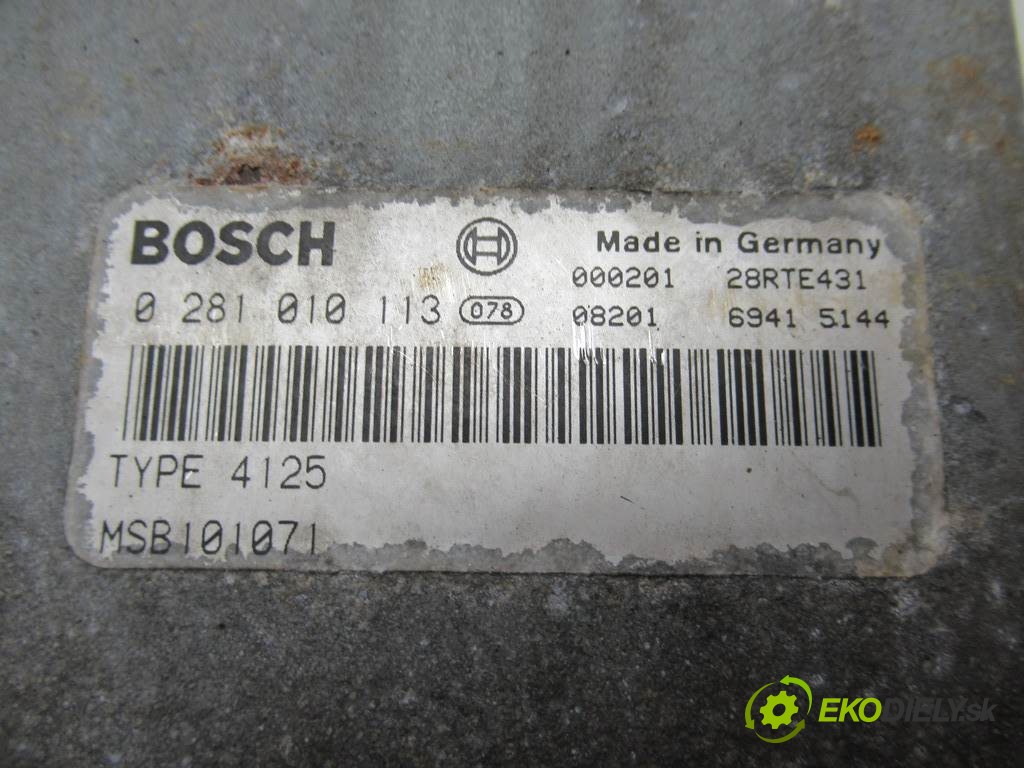 BOSCH
Made in Germany
0 281 010 113 078
000201 28RTE431
08201 6941 5144
TYPE 4125
MSB101071
EKODIELY.sk